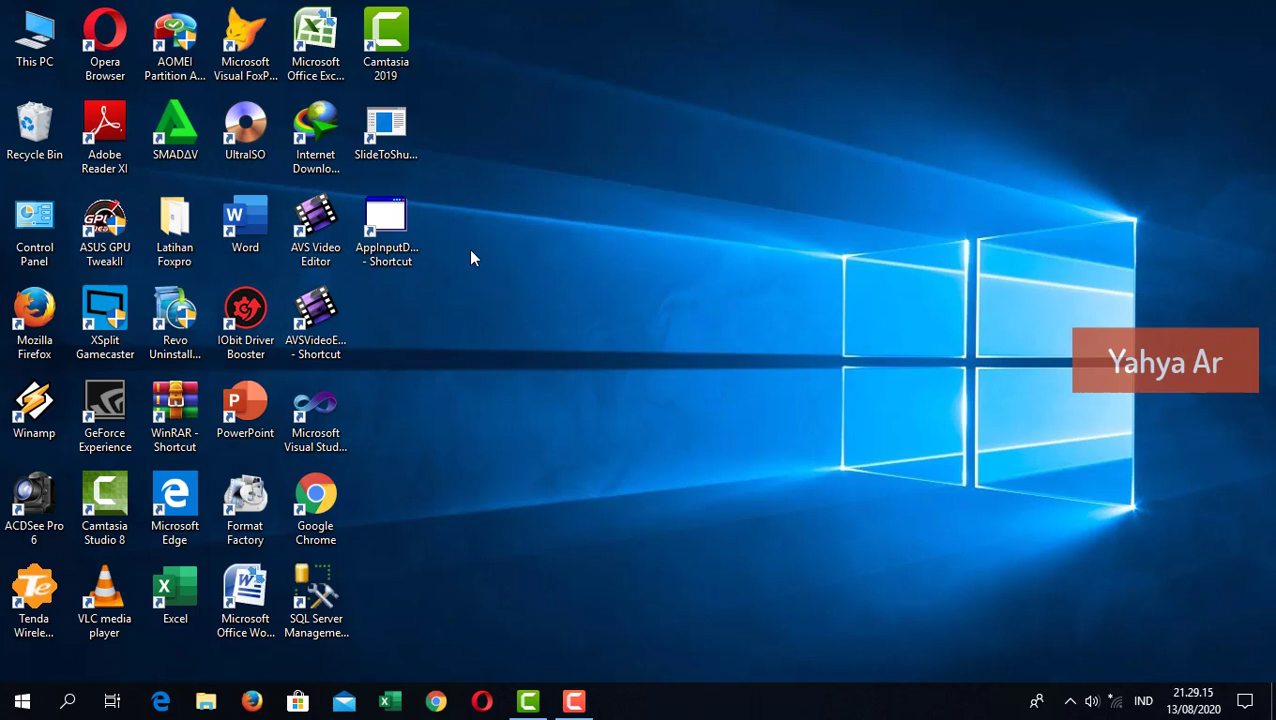 This PC
Opera
Browser
AOMEI
Partition A...
Microsoft
Visual FoxP...
Microsoft
Office Exc...
Camtasia
2019
Recycle Bin
Adobe
Reader XI
SMADΔV
UltraISO
Internet
Downlo...
SlideToShu...
Control
Panel
ASUS GPU
TweakII
Latihan
Foxpro
Word
AVS Video
Editor
AppInputD...
- Shortcut
Mozilla
Firefox
XSplit
Gamecaster
Revo
Uninstall...
IObit Driver
Booster
AVSVideoE...
- Shortcut
Yahya Ar
Winamp
GeForce
Experience
WinRAR -
Shortcut
PowerPoint
Microsoft
Visual Stud...
ACDSee Pro
6
Camtasia
Studio 8
Microsoft
Edge
Format
Factory
Google
Chrome
Tenda
Wirele...
VLC media
player
Excel
Microsoft
Office Wo...
SQL Server
Manageme...
IND
21.29.15
13/08/2020